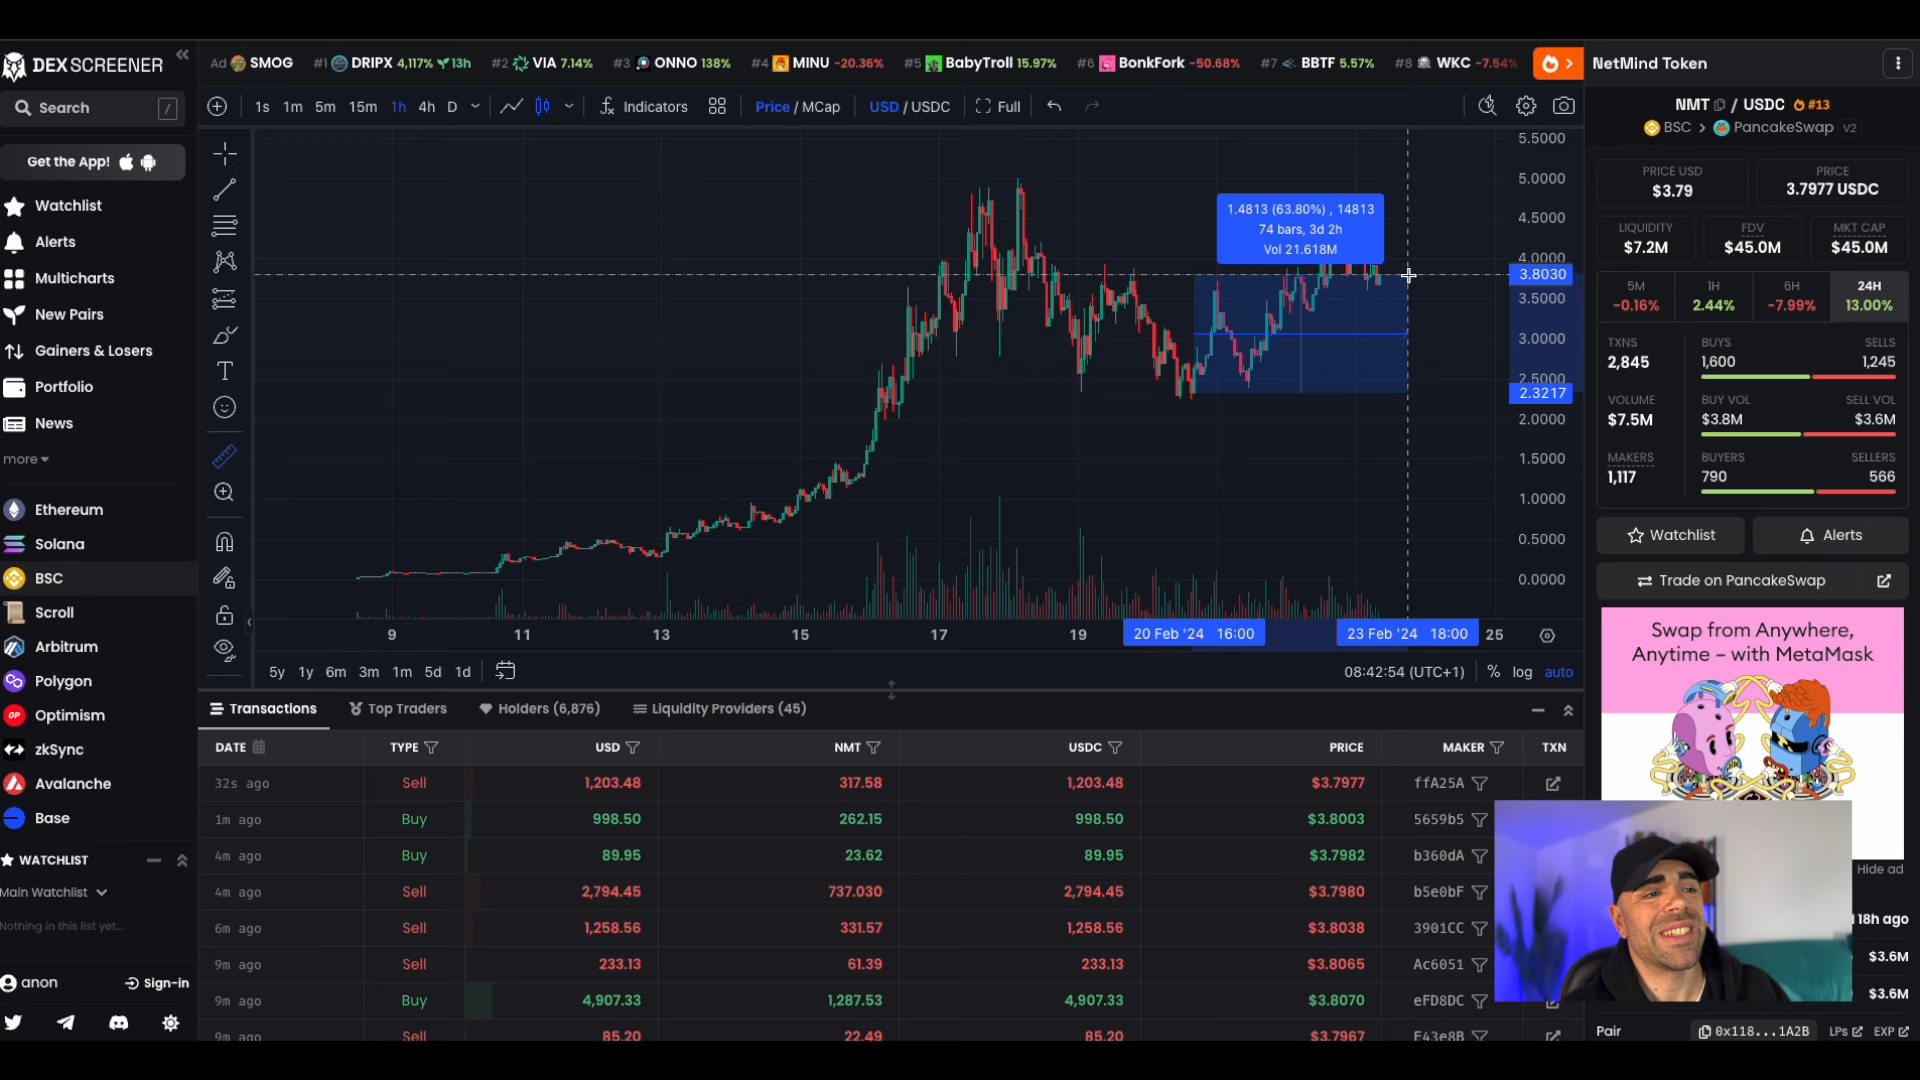 DEX SCREENER
Search /
Get the App!
Watchlist
Alerts
Multicharts
New Pairs
Gainers & Losers
Portfolio
News
more
Ethereum
Solana
BSC
Scroll
Arbitrum
Polygon
Optimism
zkSync
Avalanche
Base
WATCHLIST
Main Watchlist
Nothing in this list yet...
anon Sign-in
Ad SMOG #1 DRIPX 4,117% 13h #2 VIA 7.14% #3 ONNO 138% #4 MINU -20.36% #5 BabyTroll 15.97% #6 BonkFork -50.68% #7 BBTF 5.57% #8 WKC -7.54%
1s 1m 5m 15m 1h 4h D Indicators Price / MCap USD / USDC Full
5.5000
5.0000
4.5000
4.0000
3.8030
3.5000
3.0000
2.5000
2.3217
2.0000
1.5000
1.0000
0.5000
0.0000
1.4813 (63.80%) , 14813
74 bars, 3d 2h
Vol 21.618M
9 11 13 15 17 19 20 Feb '24 16:00 23 Feb '24 18:00 25
5y 1y 6m 3m 1m 5d 1d 08:42:54 (UTC+1) % log auto
Transactions Top Traders Holders (6,876) Liquidity Providers (45)
DATE TYPE USD NMT USDC PRICE MAKER TXN
32s ago Sell 1,203.48 317.58 1,203.48 $3.7977 ffA25A
1m ago Buy 998.50 262.15 998.50 $3.8003 5659b5
4m ago Buy 89.95 23.62 89.95 $3.7982 b360dA
4m ago Sell 2,794.45 737.030 2,794.45 $3.7980 b5e0bF
6m ago Sell 1,258.56 331.57 1,258.56 $3.8038 3901CC
9m ago Sell 233.13 61.39 233.13 $3.8065 Ac6051
9m ago Buy 4,907.33 1,287.53 4,907.33 $3.8070 eFD8DC
9m ago Sell 85.20 22.49 85.20 $3.7967 E43e8B
NetMind Token
NMT / USDC #13
BSC > PancakeSwap V2
PRICE USD PRICE
$3.79 3.7977 USDC
LIQUIDITY FDV MKT CAP
$7.2M $45.0M $45.0M
5M 1H 6H 24H
-0.16% 2.44% -7.99% 13.00%
TXNS BUYS SELLS
2,845 1,600 1,245
VOLUME BUY VOL SELL VOL
$7.5M $3.8M $3.6M
MAKERS BUYERS SELLERS
1,117 790 566
Watchlist Alerts
Trade on PancakeSwap
Swap from Anywhere,
Anytime – with MetaMask
Hide ad
18h ago
$3.6M
$3.6M
Pair 0x118...1A2B LPs EXP